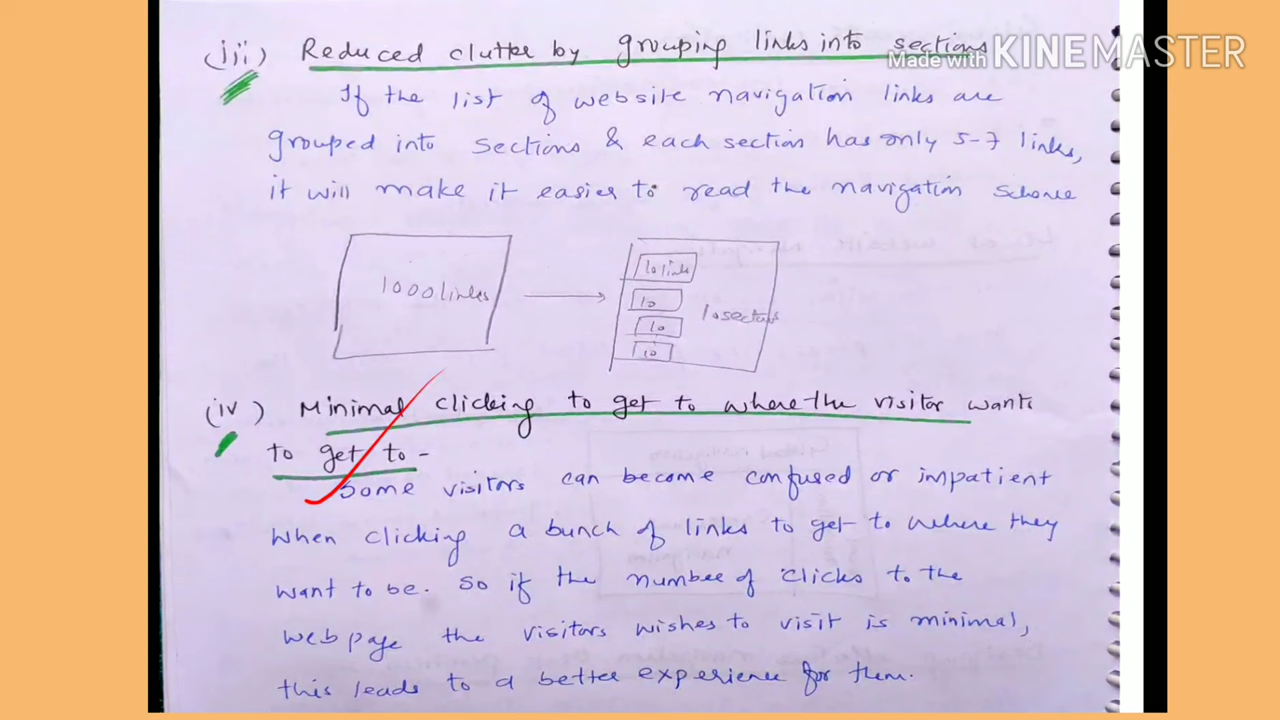 (iii) Reduced clutter by grouping links into sections
Made with KINEMASTER
If the list of website navigation links are
grouped into sections & each section has only 5-7 links,
it will make it easier to read the navigation scheme
1000 links
10 links
10
10 sections
10
10
(iv) Minimal clicking to get to where the visitor wants
to get to -
Some visitors can become confused or impatient
when clicking a bunch of links to get to where they
want to be. So if the number of clicks to the
web page the visitors wishes to visit is minimal,
this leads to a better experience for them.